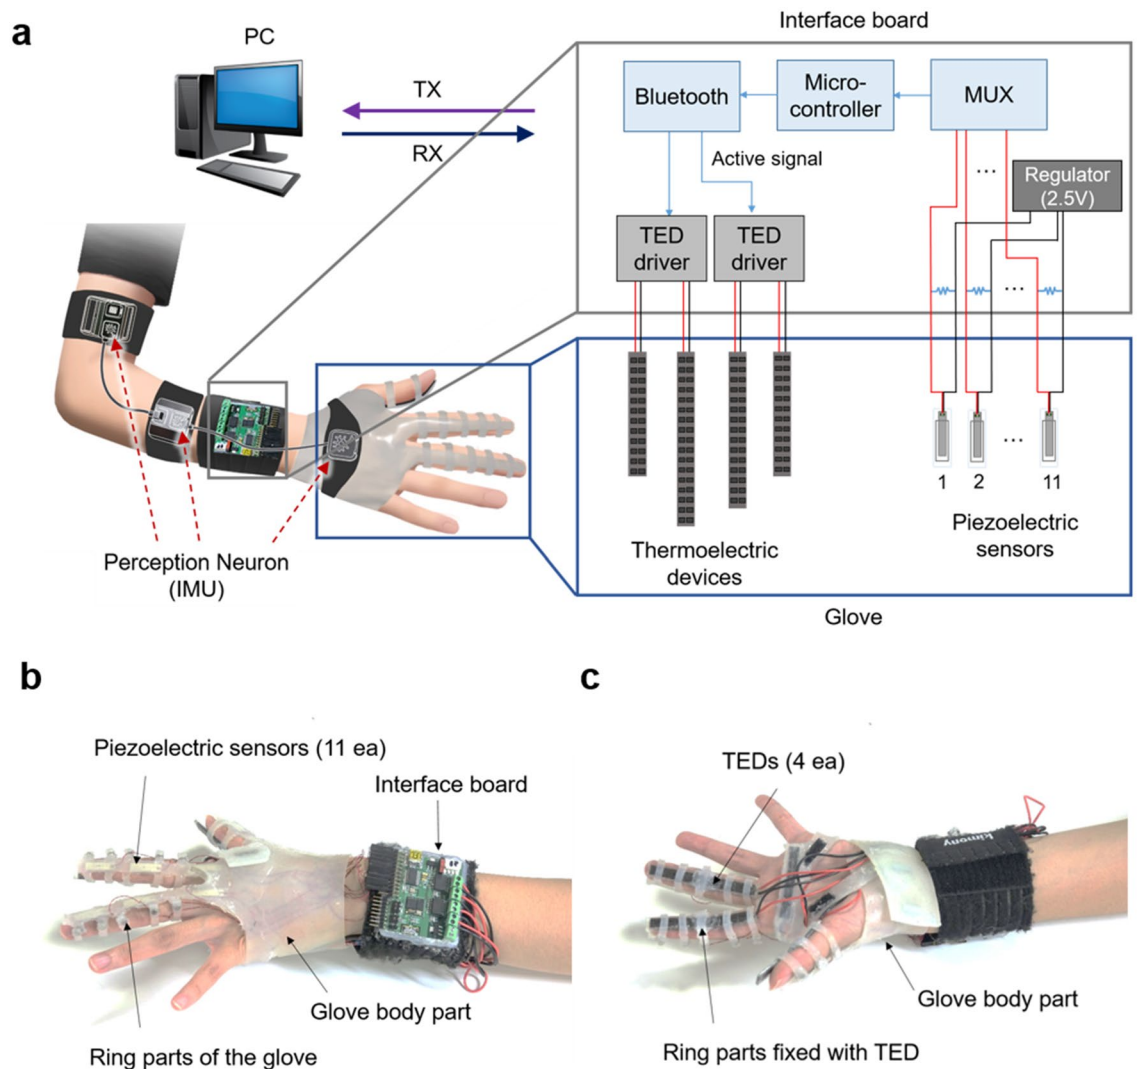 a
PC
TX
RX
Interface board
Bluetooth
Micro-
controller
MUX
Active signal
Regulator
(2.5V)
...
TED
driver
TED
driver
...
Perception Neuron
(IMU)
1
2
...
11
Thermoelectric
devices
Piezoelectric
sensors
Glove
b
Piezoelectric sensors (11 ea)
Interface board
Glove body part
Ring parts of the glove
c
TEDs (4 ea)
kimony
Glove body part
Ring parts fixed with TED